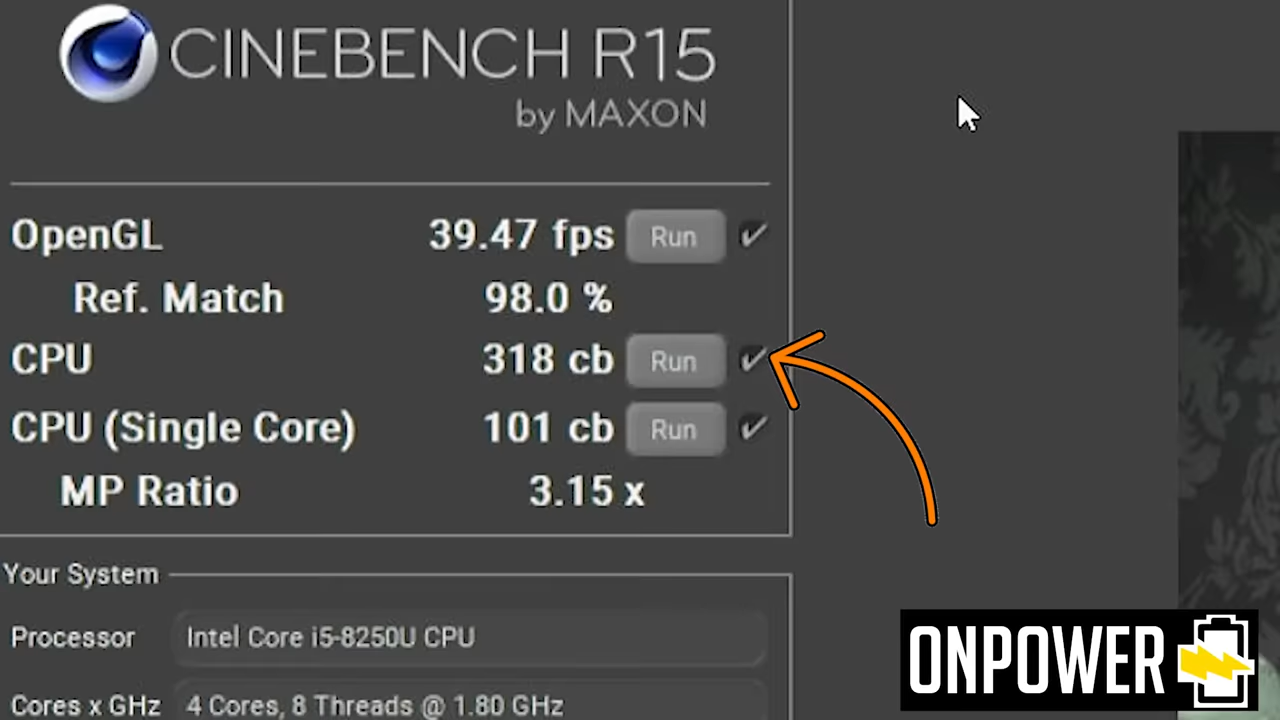 CINEBENCH R15
by MAXON
OpenGL 39.47 fps Run
Ref. Match 98.0 %
CPU 318 cb Run
CPU (Single Core) 101 cb Run
MP Ratio 3.15 x
Your System
Processor Intel Core i5-8250U CPU
Cores x GHz 4 Cores, 8 Threads @ 1.80 GHz
ONPOWER